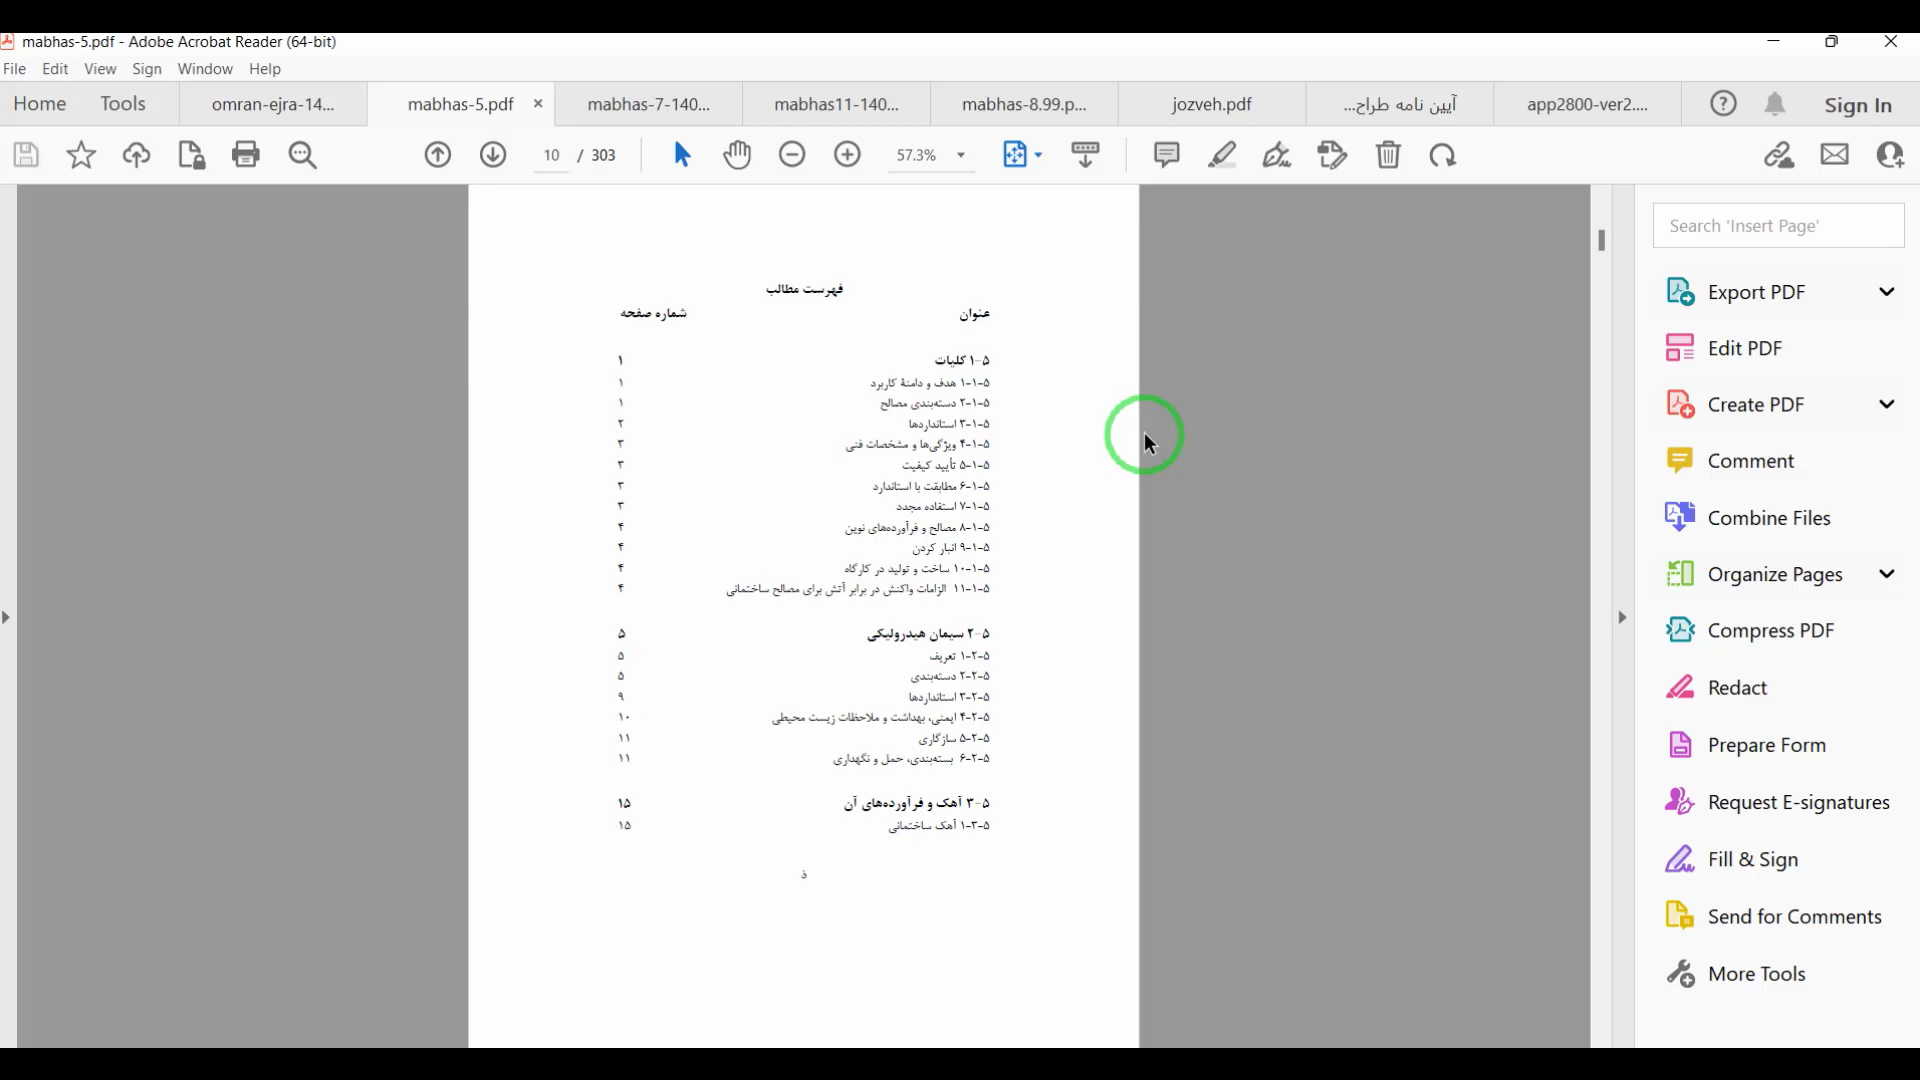 mabhas-5.pdf - Adobe Acrobat Reader (64-bit)
File Edit View Sign Window Help
Home Tools omran-ejra-14... mabhas-5.pdf × mabhas-7-140... mabhas11-140... mabhas-8.99.p... jozveh.pdf آیین نامه طراح... app2800-ver2.... Sign In
10 / 303 57.3%
فهرست مطالب
عنوان شماره صفحه
۵-۱ کلیات ۱
۵-۱-۱ هدف و دامنهٔ کاربرد ۱
۵-۱-۲ دسته‌بندی مصالح ۱
۵-۱-۳ استانداردها ۲
۵-۱-۴ ویژگی‌ها و مشخصات فنی ۳
۵-۱-۵ تأیید کیفیت ۳
۵-۱-۶ مطابقت با استاندارد ۳
۵-۱-۷ استفاده مجدد ۳
۵-۱-۸ مصالح و فرآورده‌های نوین ۴
۵-۱-۹ انبار کردن ۴
۵-۱-۱۰ ساخت و تولید در کارگاه ۴
۵-۱-۱۱ الزامات واکنش در برابر آتش برای مصالح ساختمانی ۴
۵-۲ سیمان هیدرولیکی ۵
۵-۲-۱ تعریف ۵
۵-۲-۲ دسته‌بندی ۵
۵-۲-۳ استانداردها ۹
۵-۲-۴ ایمنی، بهداشت و ملاحظات زیست محیطی ۱۰
۵-۲-۵ سازگاری ۱۱
۵-۲-۶ بسته‌بندی، حمل و نگهداری ۱۱
۵-۳ آهک و فرآورده‌های آن ۱۵
۵-۳-۱ آهک ساختمانی ۱۵
ذ
Search 'Insert Page'
Export PDF
Edit PDF
Create PDF
Comment
Combine Files
Organize Pages
Compress PDF
Redact
Prepare Form
Request E-signatures
Fill & Sign
Send for Comments
More Tools